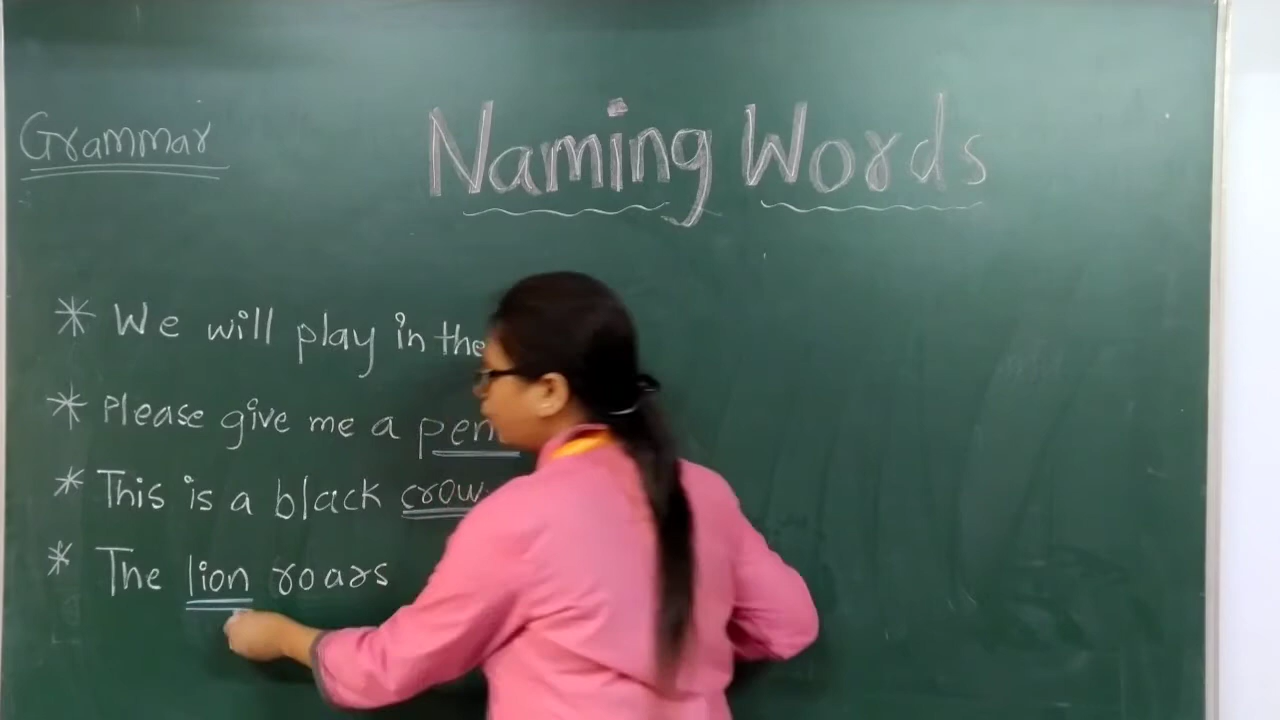 Grammar
Naming Words
* We will play in the
* Please give me a pen
* This is a black crow
* The lion roars